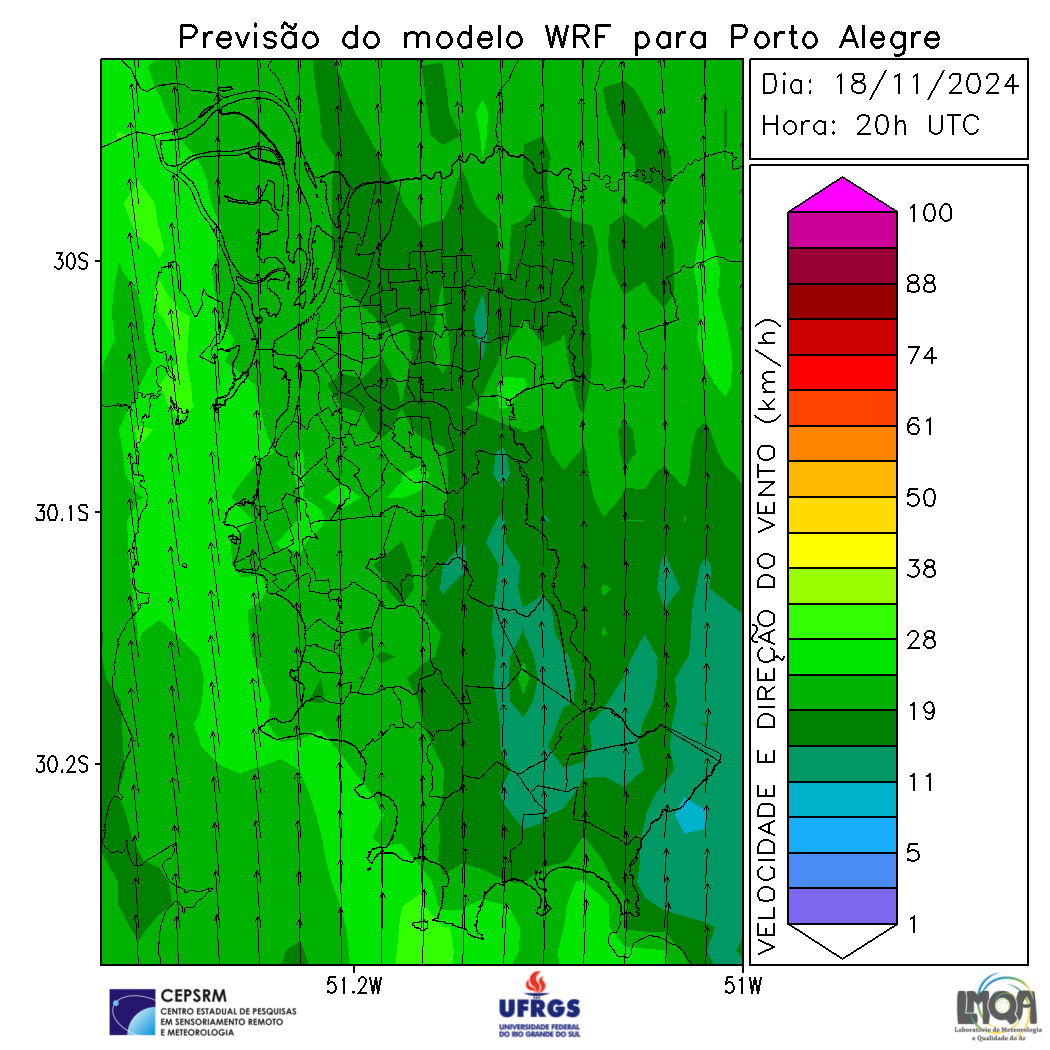 Previsão do modelo WRF para Porto Alegre
Dia: 18/11/2024
Hora: 20h UTC
30S
30.1S
30.2S
51.2W
51W
VELOCIDADE E DIREÇÃO DO VENTO (km/h)
100
88
74
61
50
38
28
19
11
5
1
CEPSRM
CENTRO ESTADUAL DE PESQUISAS
EM SENSORIAMENTO REMOTO
E METEOROLOGIA
UFRGS
UNIVERSIDADE FEDERAL
DO RIO GRANDE DO SUL
LMQA
Laboratório de Meteorologia
e Qualidade do Ar